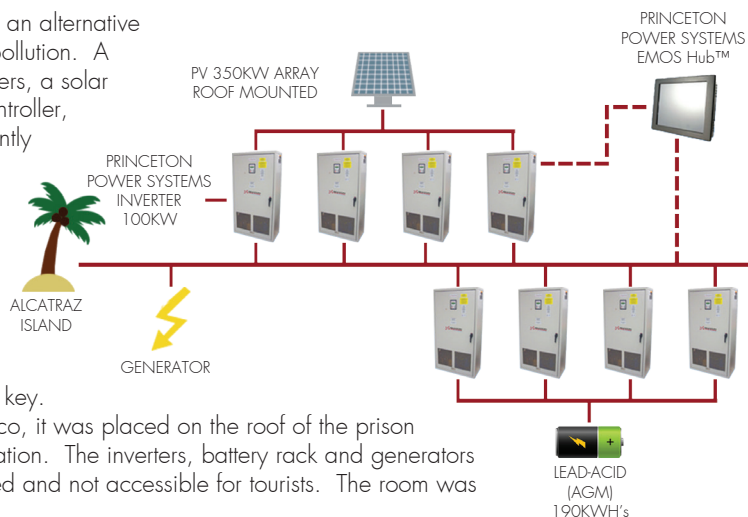 an alternative
pollution. A
ers, a solar
ntroller,
ntly
PV 350KW ARRAY
ROOF MOUNTED
PRINCETON
POWER SYSTEMS
EMOS Hub™
PRINCETON
POWER SYSTEMS
INVERTER
100KW
ALCATRAZ
ISLAND
GENERATOR
key.
co, it was placed on the roof of the prison
ation. The inverters, battery rack and generators
ed and not accessible for tourists. The room was
LEAD-ACID
(AGM)
190KWH's